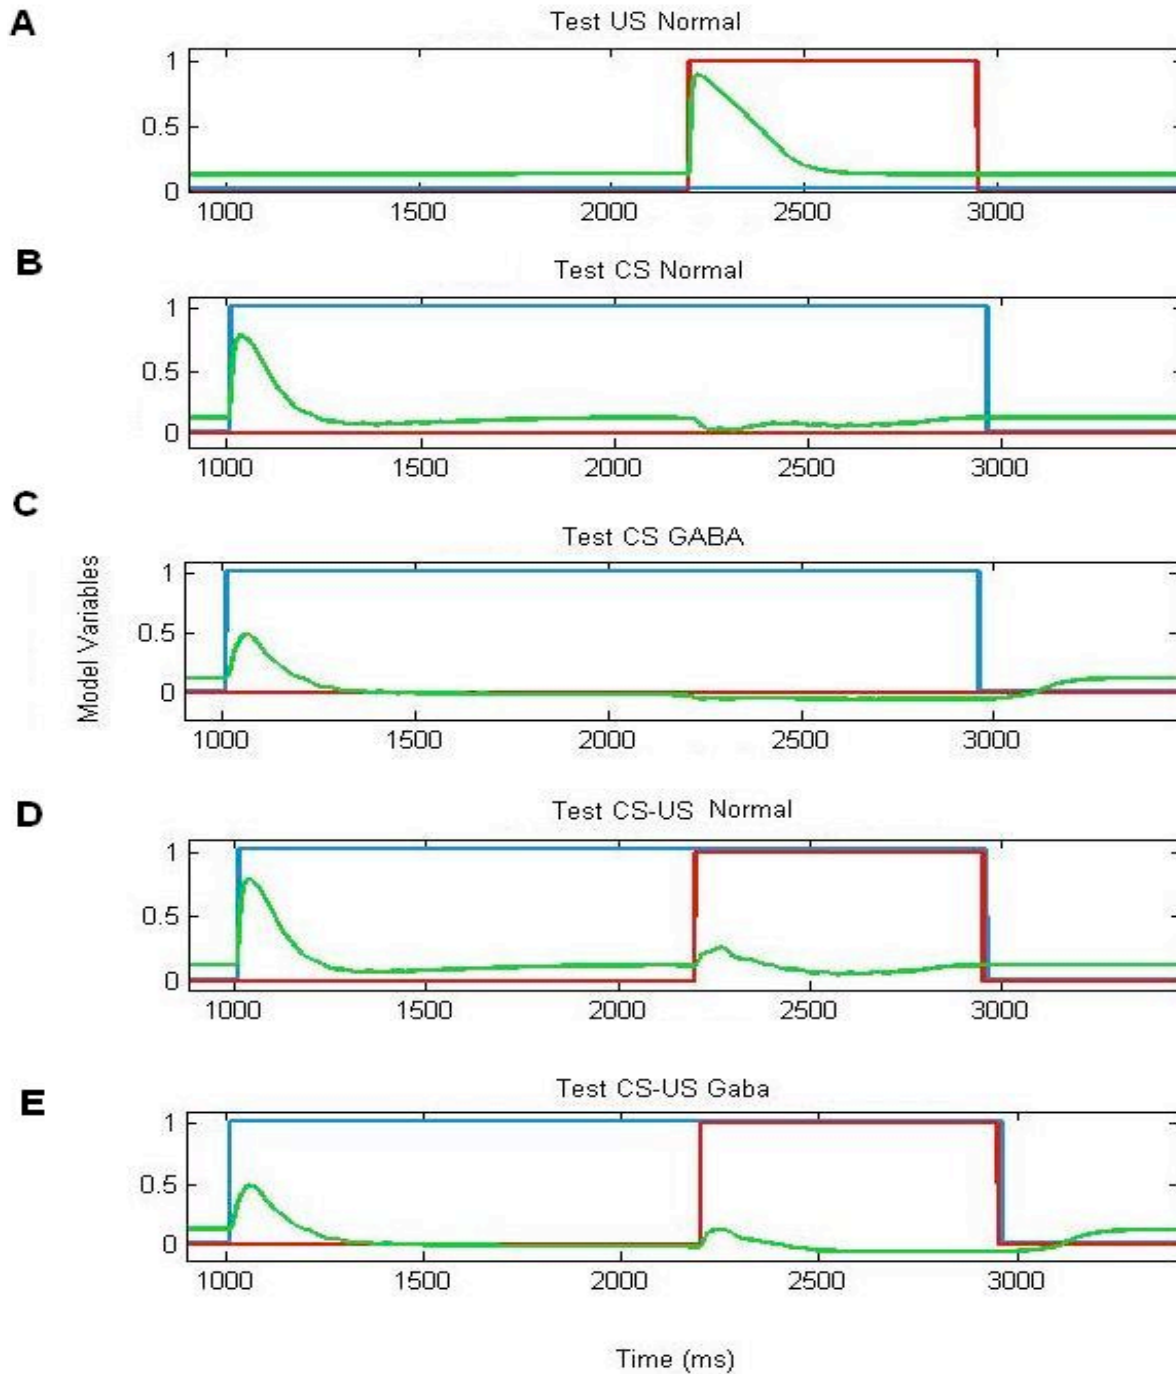 A
Test US Normal
1
0.5
0
1000 1500 2000 2500 3000
B
Test CS Normal
1
0.5
0
1000 1500 2000 2500 3000
C
Test CS GABA
Model Variables
1
0.5
0
1000 1500 2000 2500 3000
D
Test CS-US Normal
1
0.5
0
1000 1500 2000 2500 3000
E
Test CS-US Gaba
1
0.5
0
1000 1500 2000 2500 3000
Time (ms)